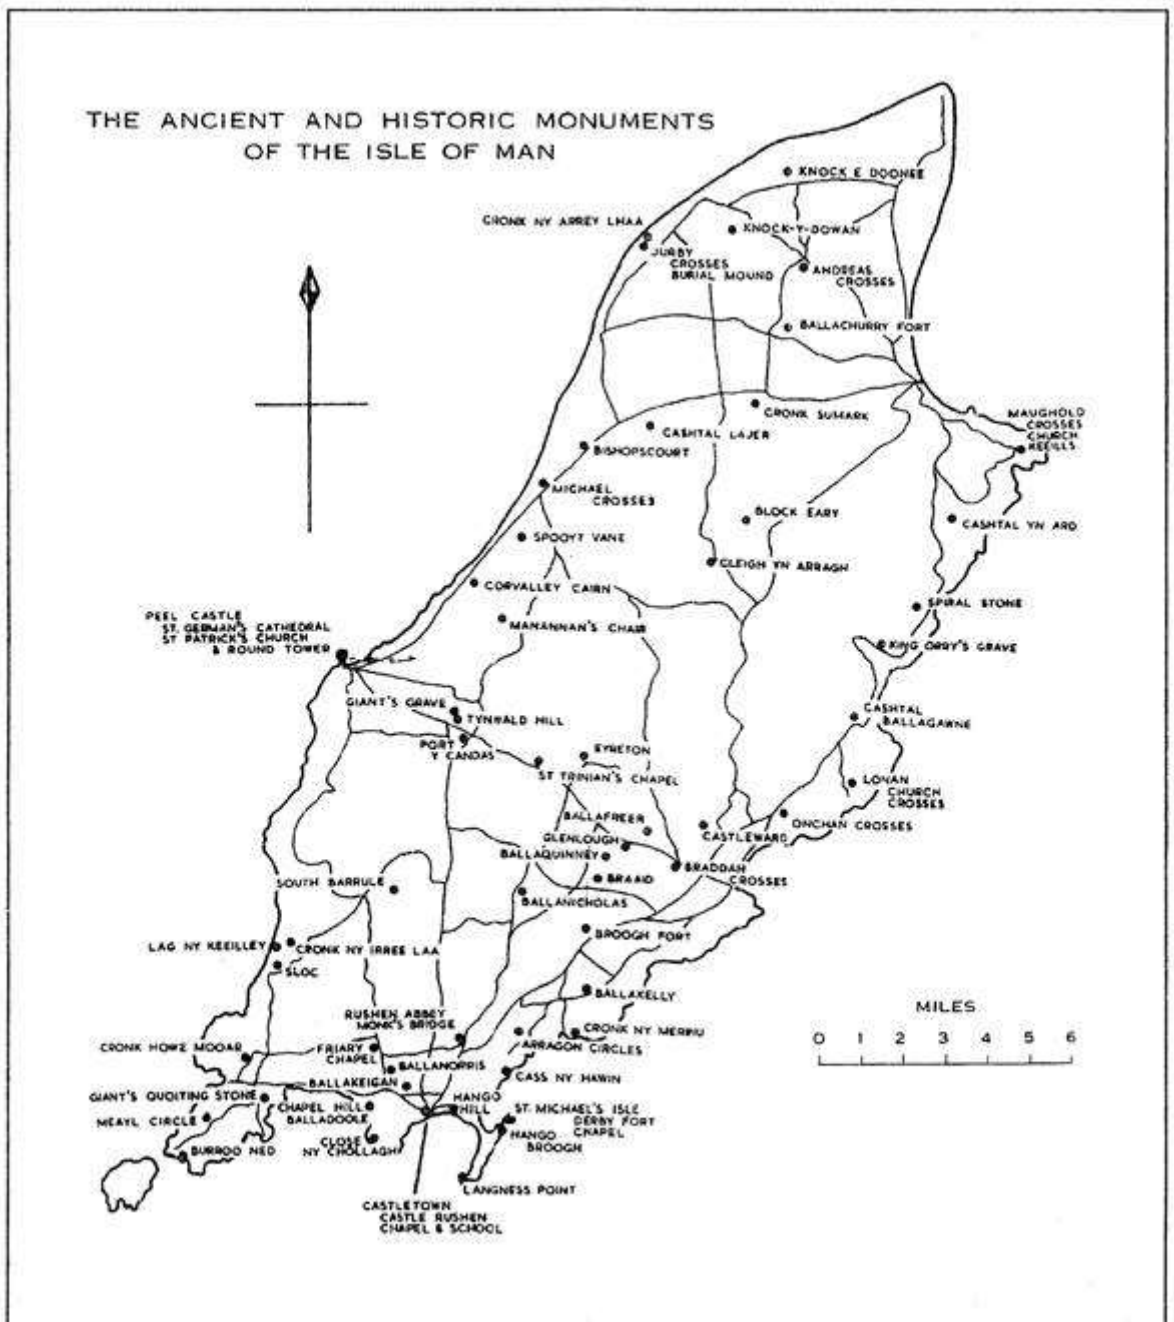 THE ANCIENT AND HISTORIC MONUMENTS
OF THE ISLE OF MAN
KNOCK E DOONEE
CRONK NY ARREY LHAA
KNOCK-Y-DOWAN
JURBY
CROSSES
BURIAL MOUND
ANDREAS
CROSSES
BALLACHURRY FORT
CRONK SUMARK
MAUGHOLD
CROSSES
CHURCH
KEEILLS
CASHTAL LAJER
BISHOPSCOURT
MICHAEL
CROSSES
BLOCK EARY
CASHTAL YN ARD
SPOOYT VANE
CLEIGH YN ARRAGH
CORVALLEY CAIRN
SPIRAL STONE
PEEL CASTLE
ST. GERMAN'S CATHEDRAL
ST PATRICK'S CHURCH
& ROUND TOWER
MANANNAN'S CHAIR
KING ORRY'S GRAVE
GIANT'S GRAVE
TYNWALD HILL
CASHTAL
BALLAGAWNE
PORT
Y CANDAS
EYRETON
ST TRINIAN'S CHAPEL
LONAN
CHURCH
CROSSES
BALLAFREER
ONCHAN CROSSES
GLENLOUGH
CASTLEWARD
BALLAQUINNEY
BRADDAN
CROSSES
SOUTH BARRULE
BRAAID
BALLANICHOLAS
BROOGH FORT
LAG NY KEEILLEY
CRONK NY IRREE LAA
SLOC
BALLAKELLY
MILES
0 1 2 3 4 5 6
RUSHEN ABBEY
MONK'S BRIDGE
CRONK NY MERRIU
ARRAGON CIRCLES
CRONK HOWE MOOAR
FRIARY
CHAPEL
BALLANORRIS
CASS NY HAWIN
BALLAKEIGAN
GIANT'S QUOITING STONE
CHAPEL HILL
BALLADOOLE
HANGO
HILL
ST. MICHAEL'S ISLE
DERBY FORT
CHAPEL
MEAYL CIRCLE
HANGO
BROOGH
CLOSE
NY CHOLLAGH
BURROO NED
LANGNESS POINT
CASTLETOWN
CASTLE RUSHEN
CHAPEL & SCHOOL